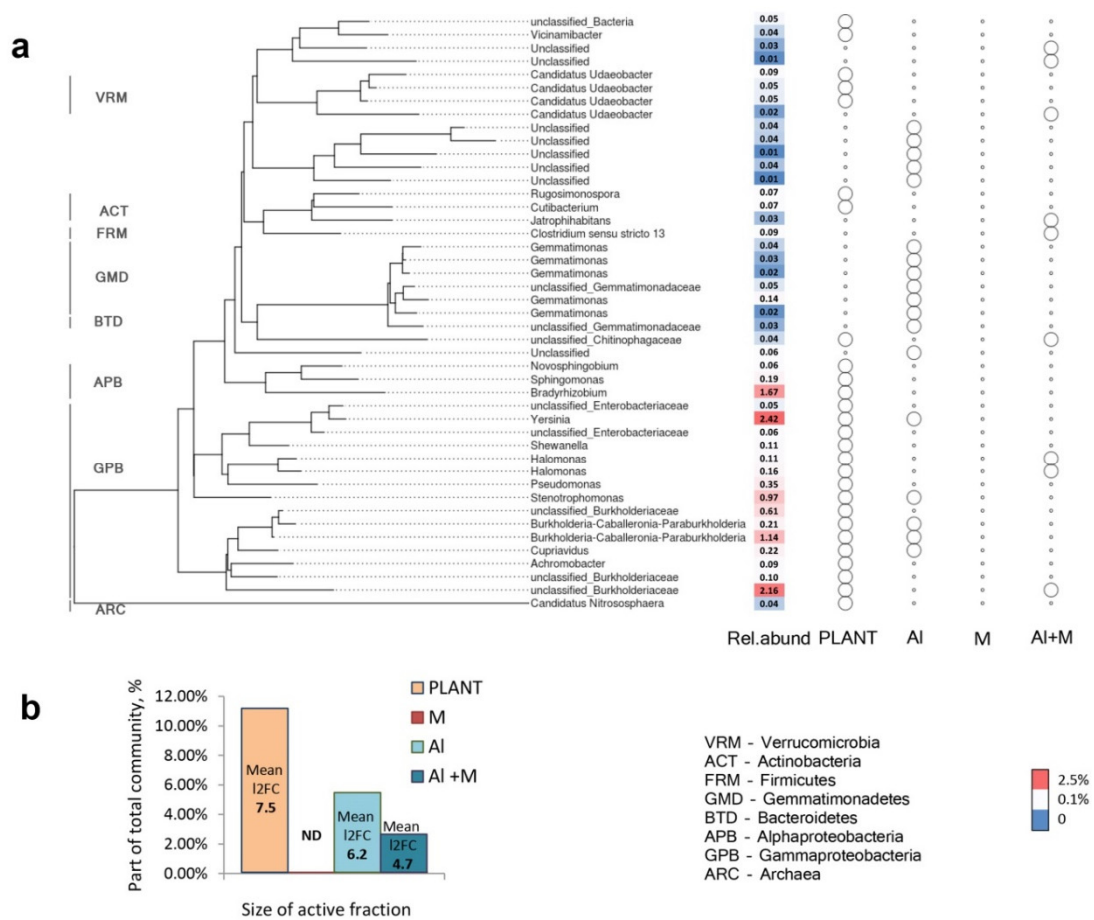 a
unclassified_Bacteria 0.05
Vicinamibacter 0.04
Unclassified 0.03
Unclassified 0.01
Candidatus Udaeobacter 0.09
VRM
Candidatus Udaeobacter 0.05
Candidatus Udaeobacter 0.05
Candidatus Udaeobacter 0.02
Unclassified 0.04
Unclassified 0.04
Unclassified 0.01
Unclassified 0.04
Unclassified 0.01
Rugosimonospora 0.07
ACT
Cutibacterium 0.07
Jatrophihabitans 0.03
FRM
Clostridium sensu stricto 13 0.09
Gemmatimonas 0.04
Gemmatimonas 0.03
GMD
Gemmatimonas 0.02
unclassified_Gemmatimonadaceae 0.05
Gemmatimonas 0.14
Gemmatimonas 0.02
BTD
unclassified_Gemmatimonadaceae 0.03
unclassified_Chitinophagaceae 0.04
Unclassified 0.06
Novosphingobium 0.06
APB
Sphingomonas 0.19
Bradyrhizobium 1.67
unclassified_Enterobacteriaceae 0.05
Yersinia 2.42
unclassified_Enterobacteriaceae 0.06
Shewanella 0.11
Halomonas 0.11
GPB
Halomonas 0.16
Pseudomonas 0.35
Stenotrophomonas 0.97
unclassified_Burkholderiaceae 0.61
Burkholderia-Caballeronia-Paraburkholderia 0.21
Burkholderia-Caballeronia-Paraburkholderia 1.14
Cupriavidus 0.22
Achromobacter 0.09
unclassified_Burkholderiaceae 0.10
unclassified_Burkholderiaceae 2.16
ARC
Candidatus Nitrososphaera 0.04
Rel.abund PLANT Al M Al+M
b
Part of total community, %
12.00%
10.00%
8.00%
6.00%
4.00%
2.00%
0.00%
Mean
l2FC
7.5
ND
Mean
l2FC
6.2
Mean
l2FC
4.7
PLANT
M
Al
Al +M
Size of active fraction
VRM - Verrucomicrobia
ACT - Actinobacteria
FRM - Firmicutes
GMD - Gemmatimonadetes
BTD - Bacteroidetes
APB - Alphaproteobacteria
GPB - Gammaproteobacteria
ARC - Archaea
2.5%
0.1%
0